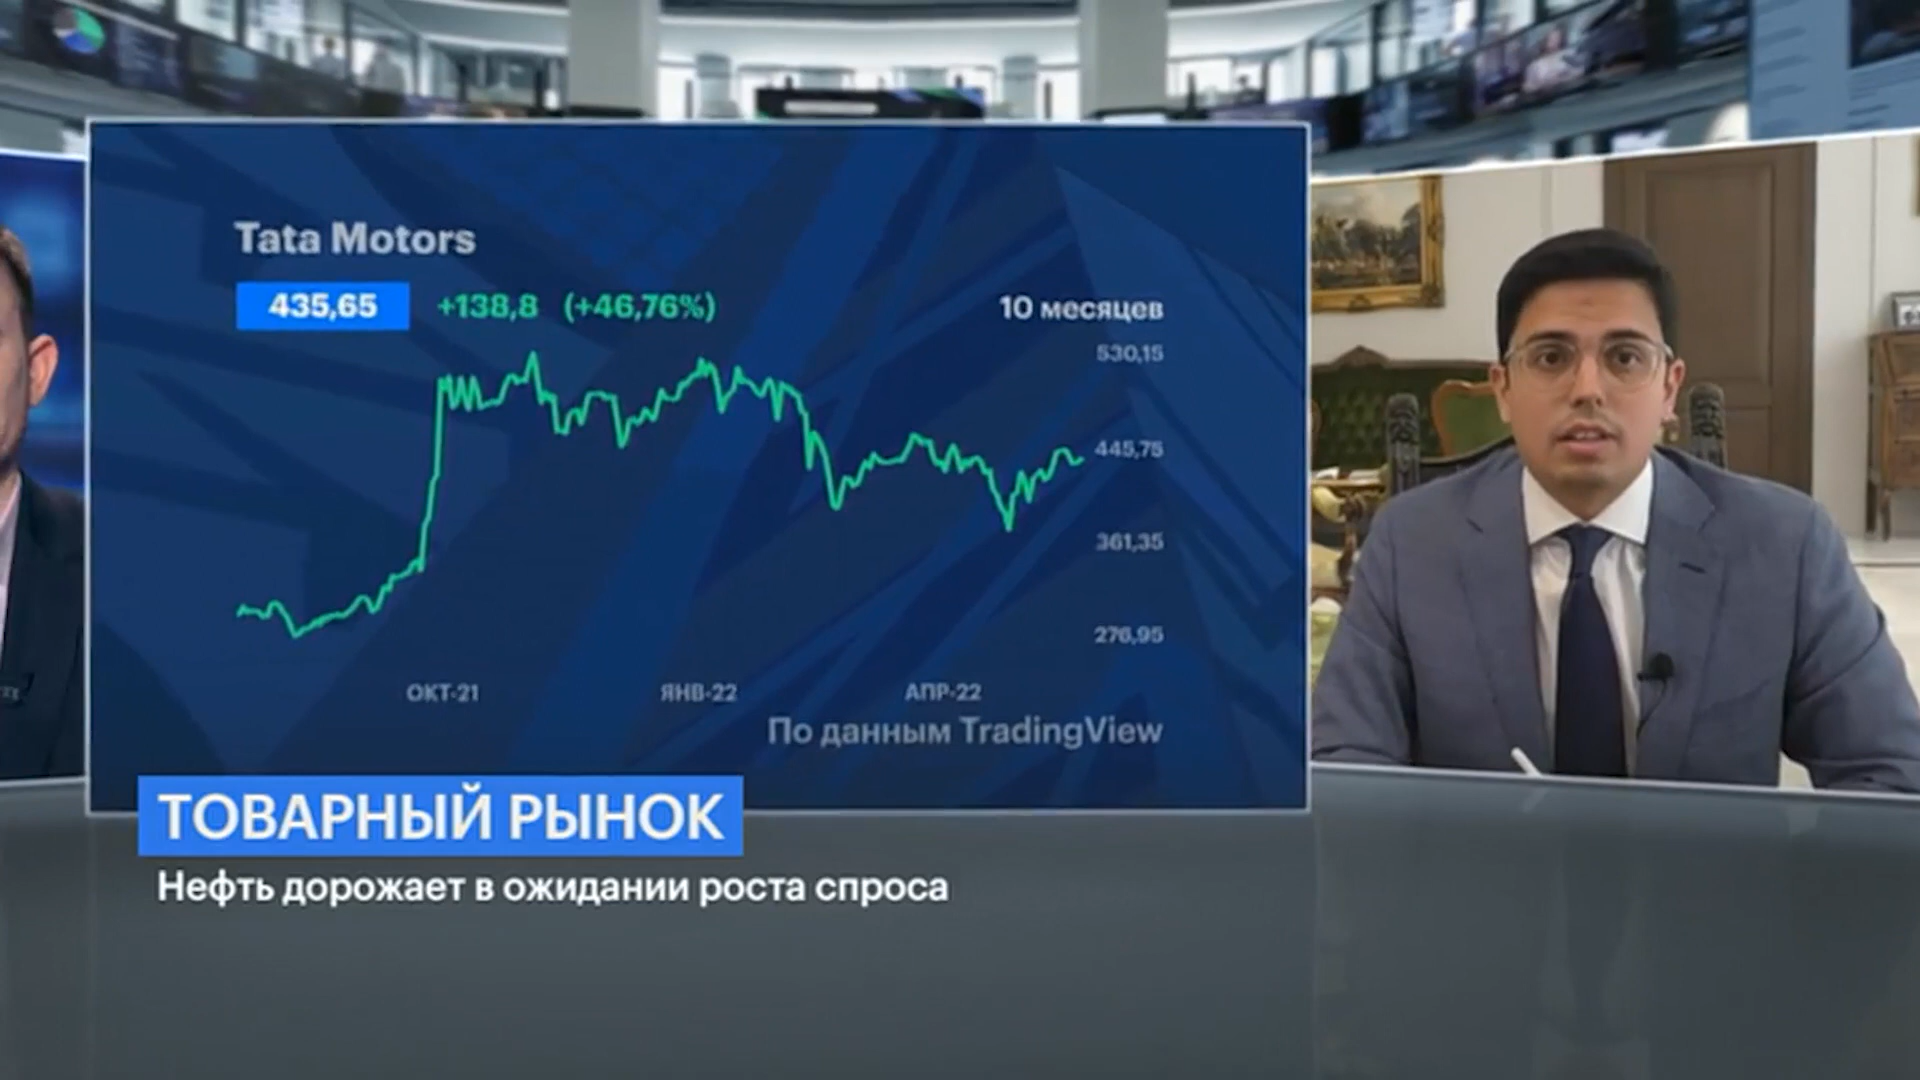 Tata Motors
435,65 +138,8 (+46,76%)
10 месяцев
530,15
445,75
361,35
276,95
ОКТ-21 ЯНВ-22 АПР-22
По данным TradingView
ТОВАРНЫЙ РЫНОК
Нефть дорожает в ожидании роста спроса